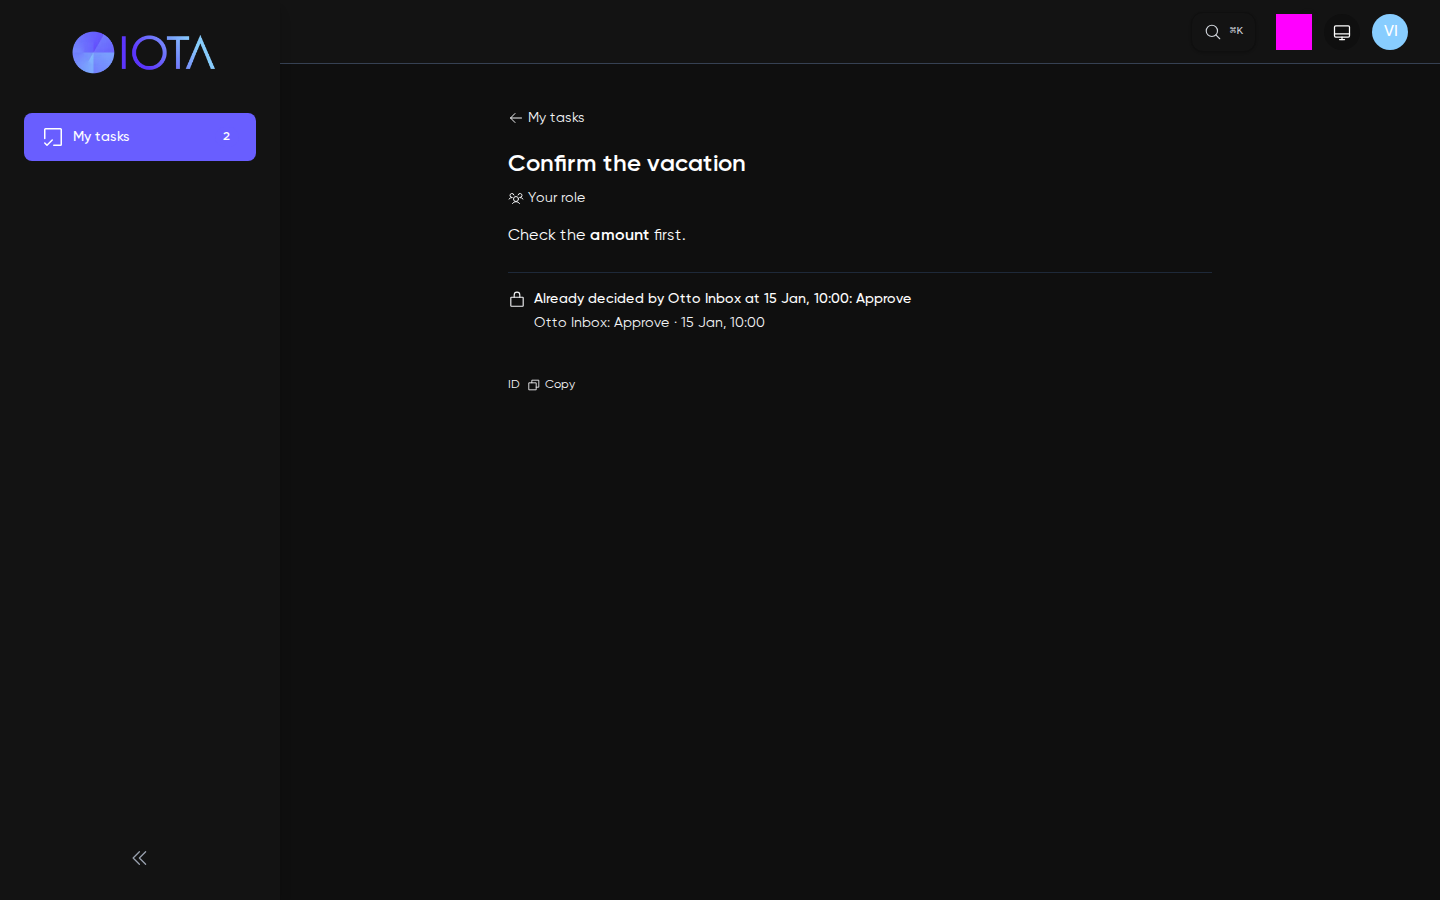 IOTA
⌘K
VI
My tasks 2
My tasks
Confirm the vacation
Your role
Check the amount first.
Already decided by Otto Inbox at 15 Jan, 10:00: Approve
Otto Inbox: Approve · 15 Jan, 10:00
ID Copy